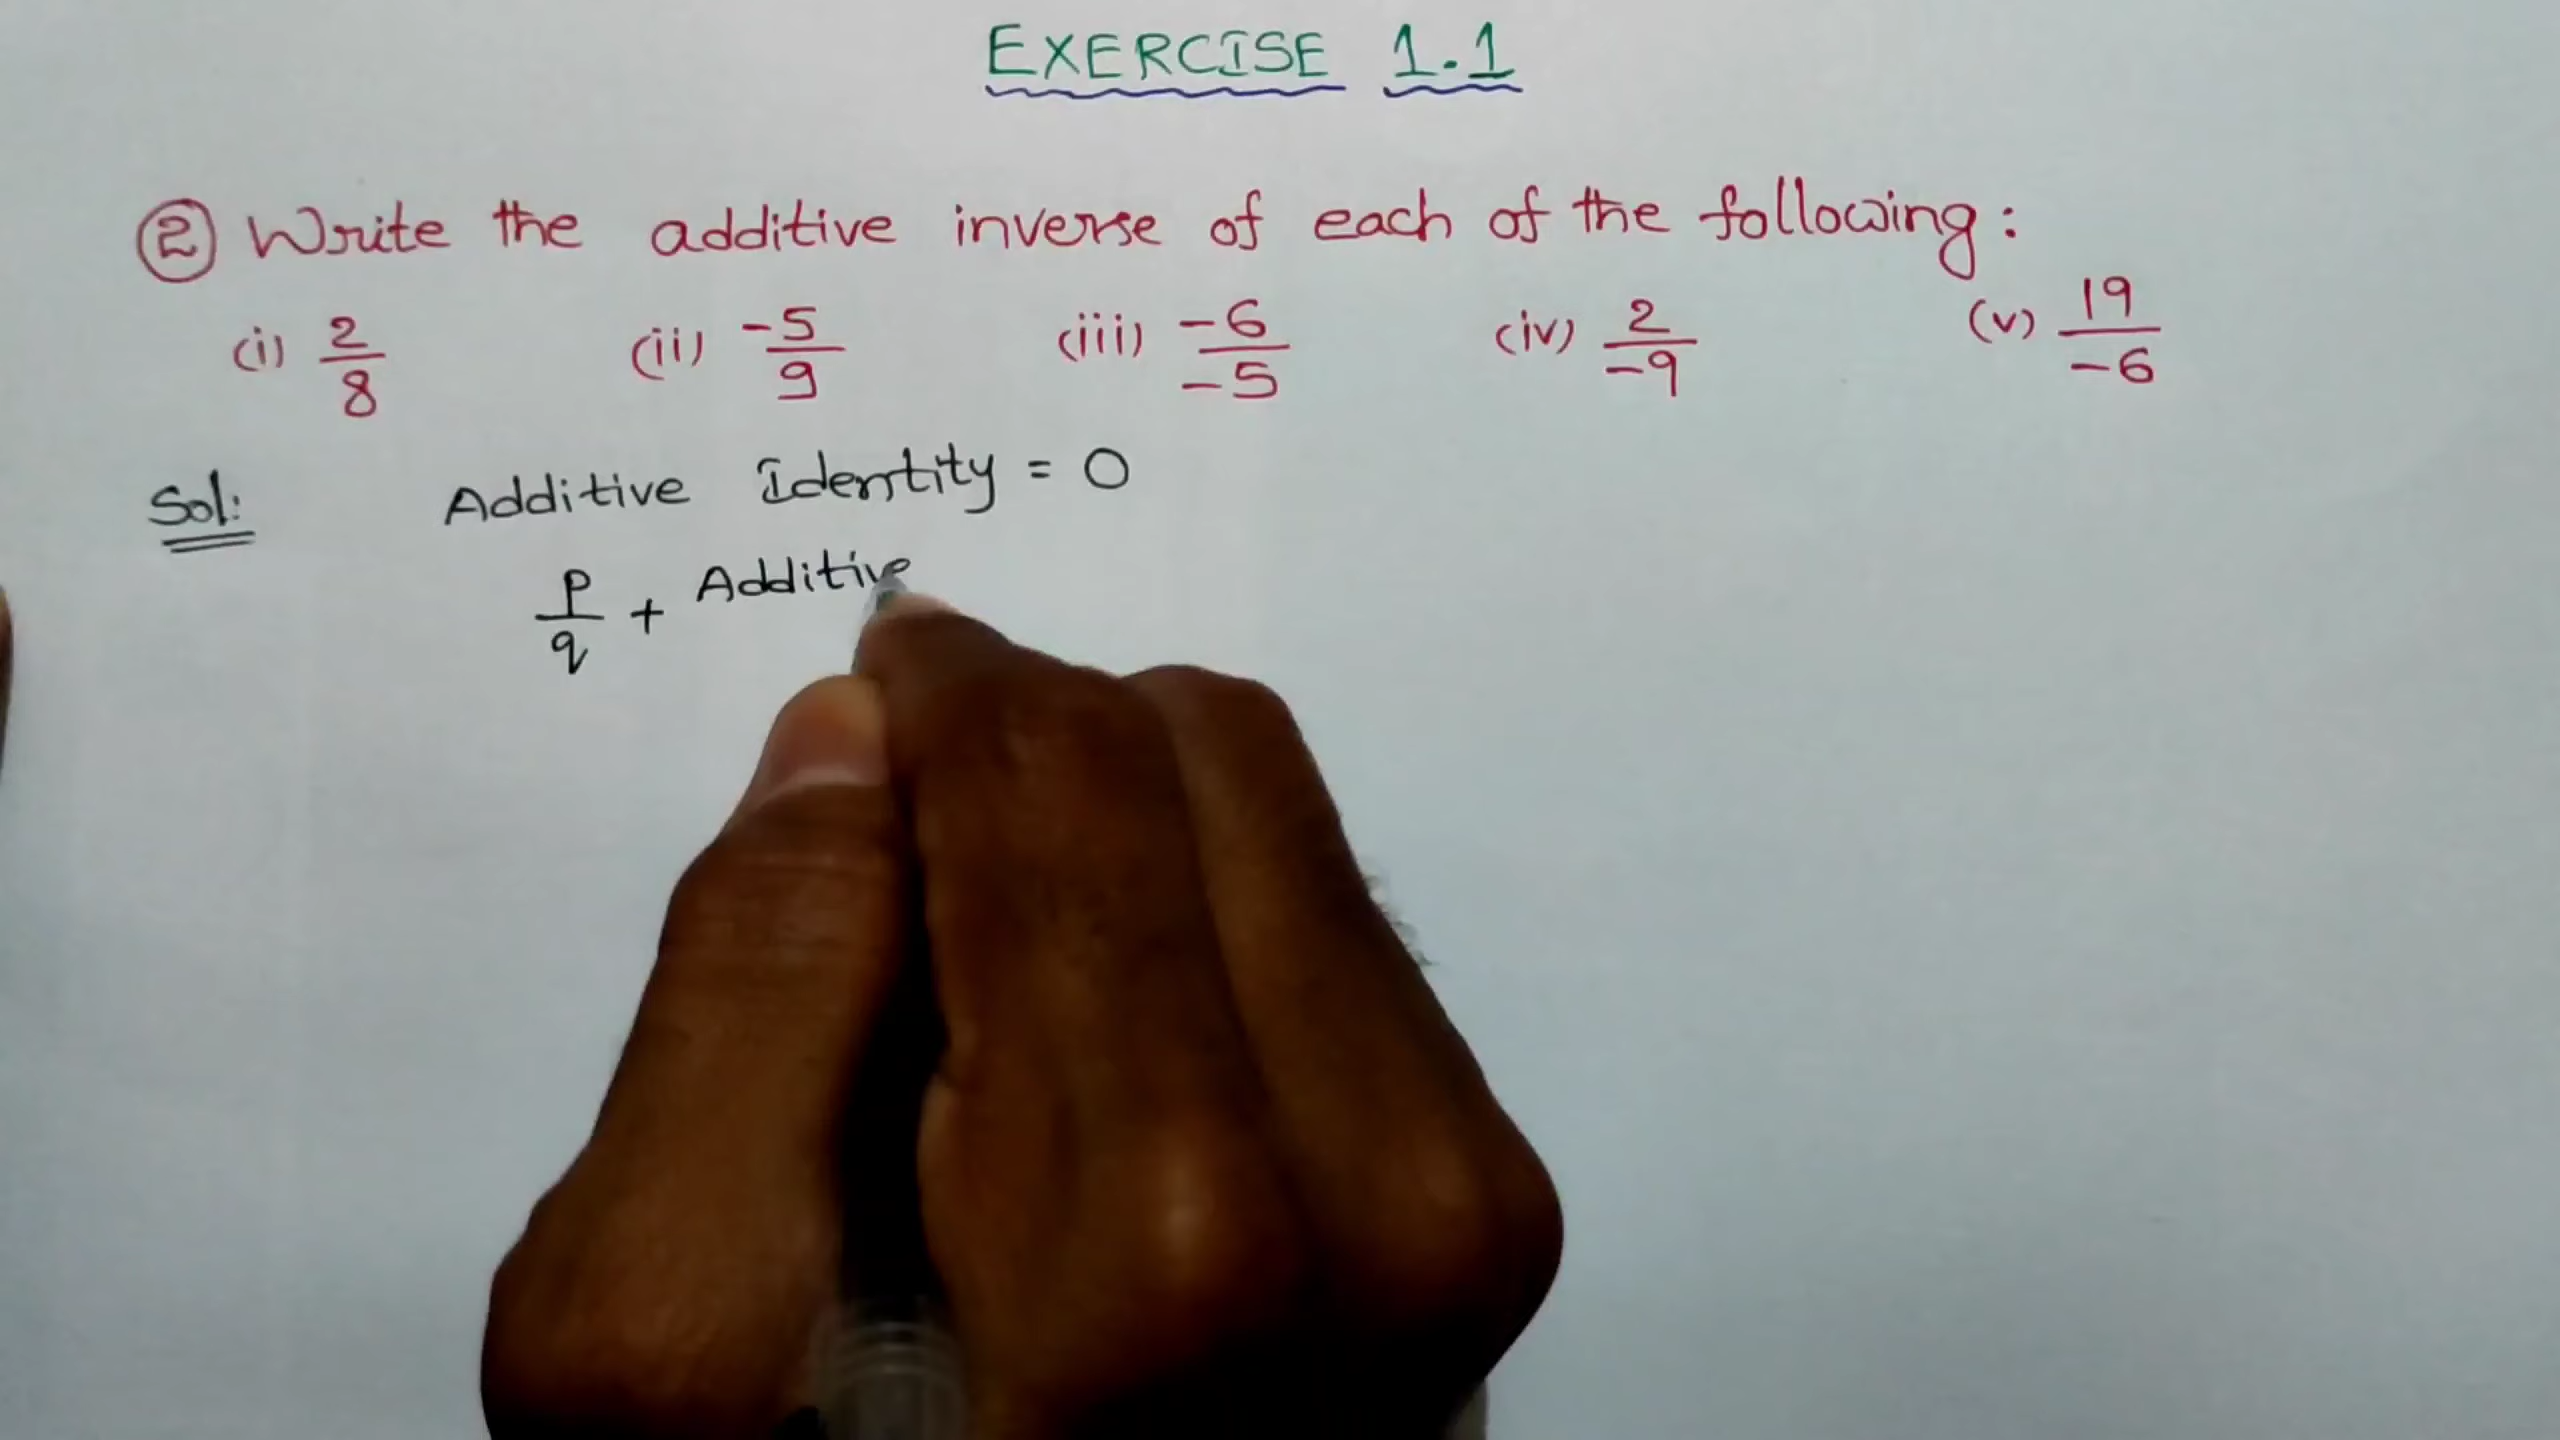 EXERCISE 1.1
② Write the additive inverse of each of the following:
(i) 2/8 (ii) -5/9 (iii) -6/-5 (iv) 2/-9 (v) 19/-6
Sol: Additive Identity = 0
p/q + Additive